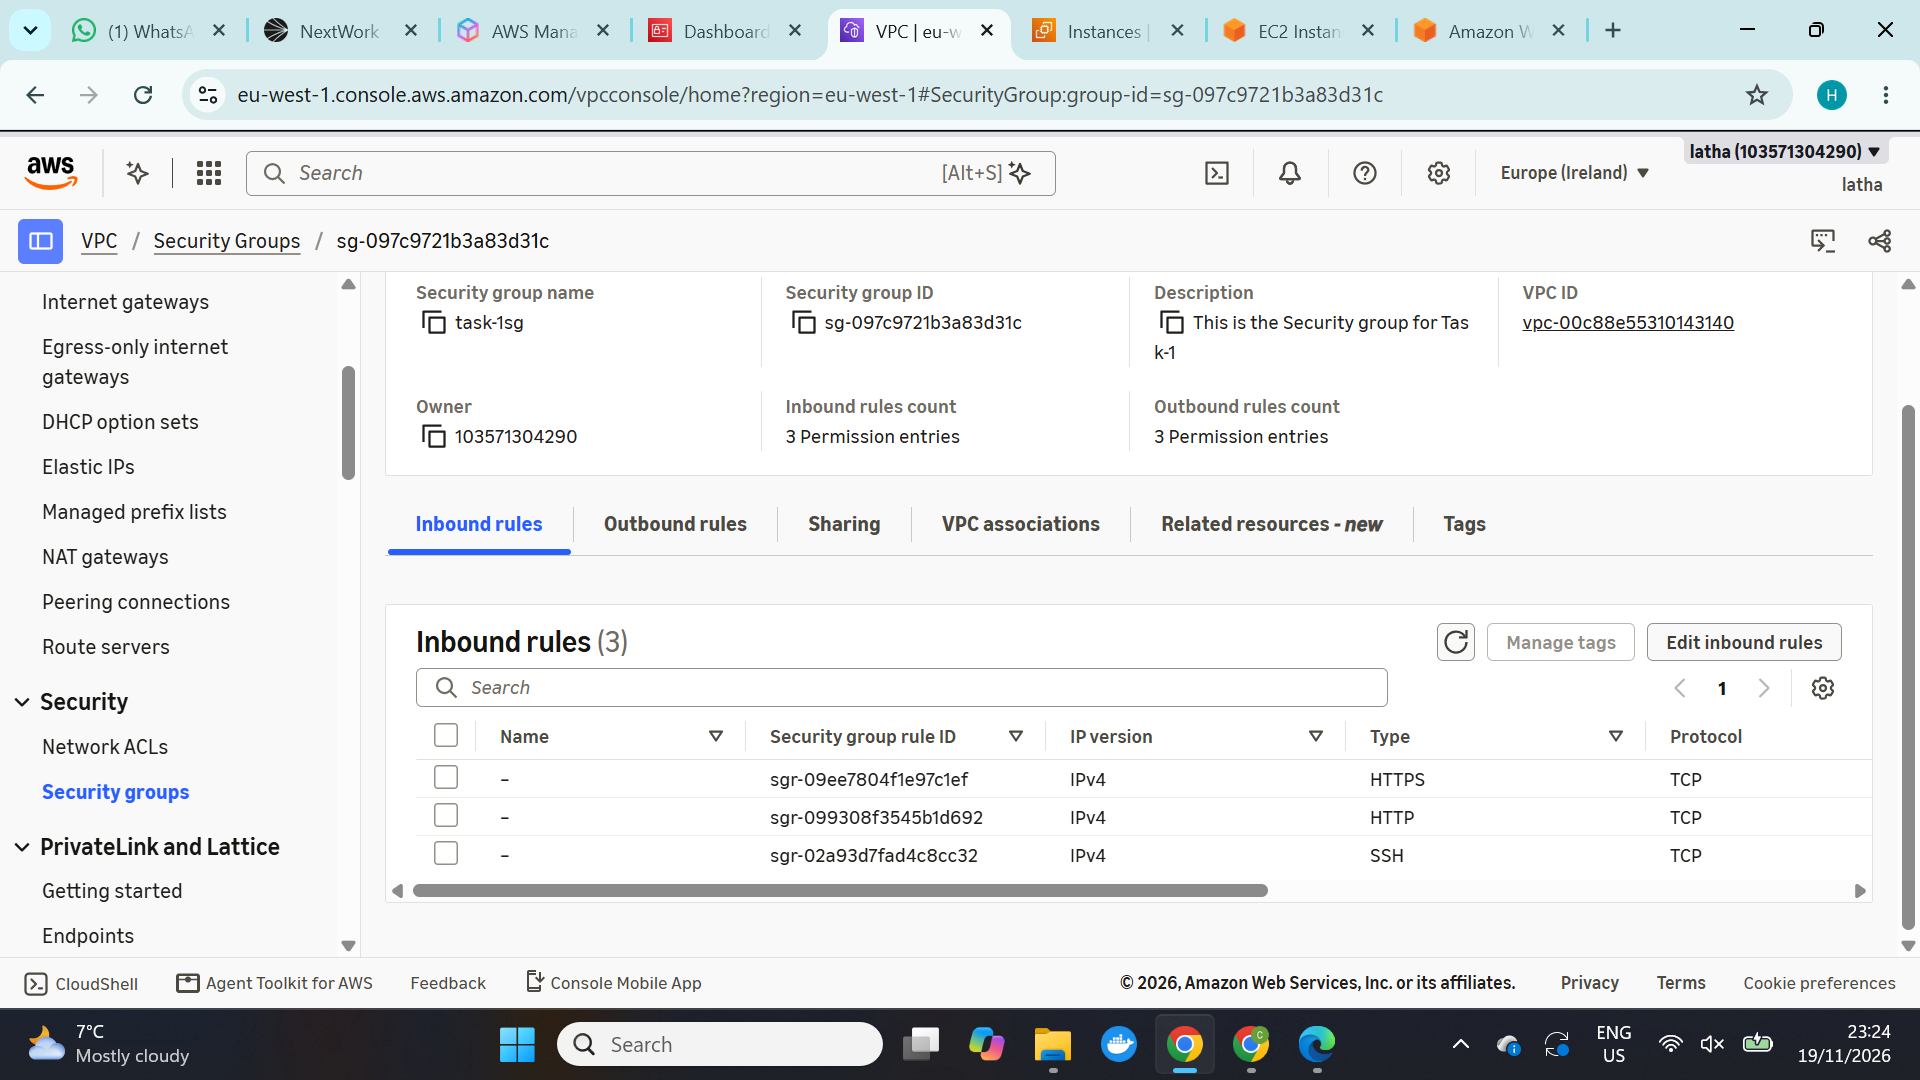 (1) WhatsA
NextWork
AWS Mana
Dashboard
VPC | eu-w
Instances |
EC2 Instan
Amazon W
eu-west-1.console.aws.amazon.com/vpcconsole/home?region=eu-west-1#SecurityGroup:group-id=sg-097c9721b3a83d31c
H
aws
Search
[Alt+S]
Europe (Ireland)
latha (103571304290)
latha
VPC / Security Groups / sg-097c9721b3a83d31c
Internet gateways
Egress-only internet
gateways
DHCP option sets
Elastic IPs
Managed prefix lists
NAT gateways
Peering connections
Route servers
Security
Network ACLs
Security groups
PrivateLink and Lattice
Getting started
Endpoints
Security group name
task-1sg
Security group ID
sg-097c9721b3a83d31c
Description
This is the Security group for Tas
k-1
VPC ID
vpc-00c88e55310143140
Owner
103571304290
Inbound rules count
3 Permission entries
Outbound rules count
3 Permission entries
Inbound rules
Outbound rules
Sharing
VPC associations
Related resources - new
Tags
Inbound rules (3)
Manage tags
Edit inbound rules
Search
1
Name Security group rule ID IP version Type Protocol
– sgr-09ee7804f1e97c1ef IPv4 HTTPS TCP
– sgr-099308f3545b1d692 IPv4 HTTP TCP
– sgr-02a93d7fad4c8cc32 IPv4 SSH TCP
CloudShell
Agent Toolkit for AWS
Feedback
Console Mobile App
© 2026, Amazon Web Services, Inc. or its affiliates.
Privacy
Terms
Cookie preferences
7°C
Mostly cloudy
Search
C
ENG
US
23:24
19/11/2026